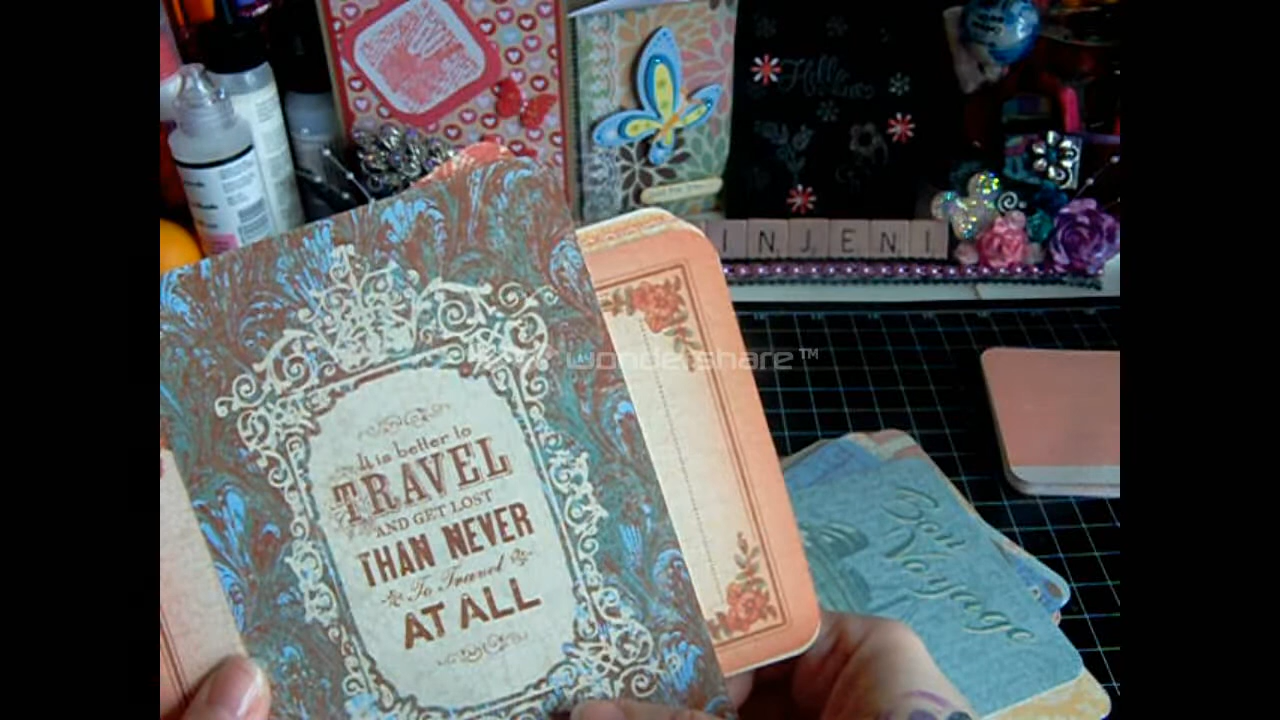 INJENI
wondershare™
It is better to
TRAVEL
AND GET LOST
THAN NEVER
To Travel
AT ALL
Bon
Voyage